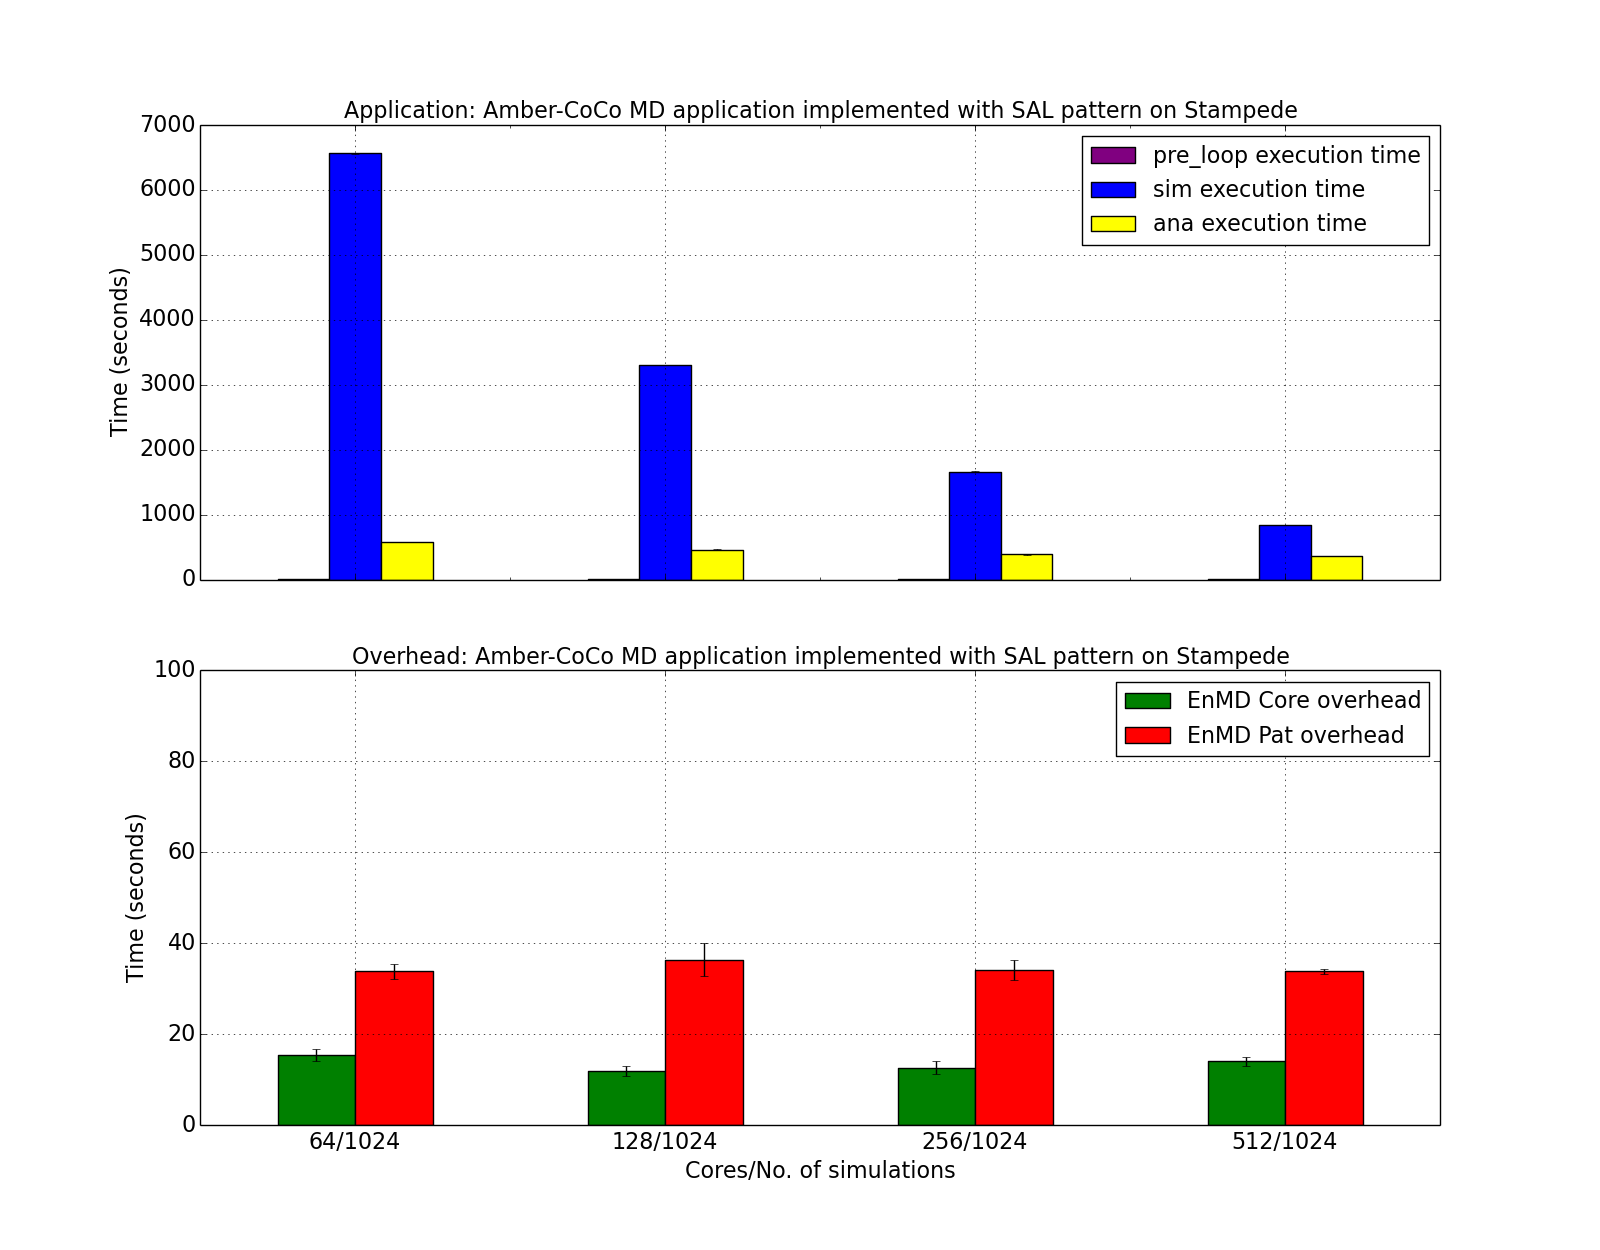 Application: Amber-CoCo MD application implemented with SAL pattern on Stampede
7000
6000
5000
4000
3000
2000
1000
0
Time (seconds)
pre_loop execution time
sim execution time
ana execution time
Overhead: Amber-CoCo MD application implemented with SAL pattern on Stampede
100
80
60
40
20
0
Time (seconds)
EnMD Core overhead
EnMD Pat overhead
64/1024 128/1024 256/1024 512/1024
Cores/No. of simulations